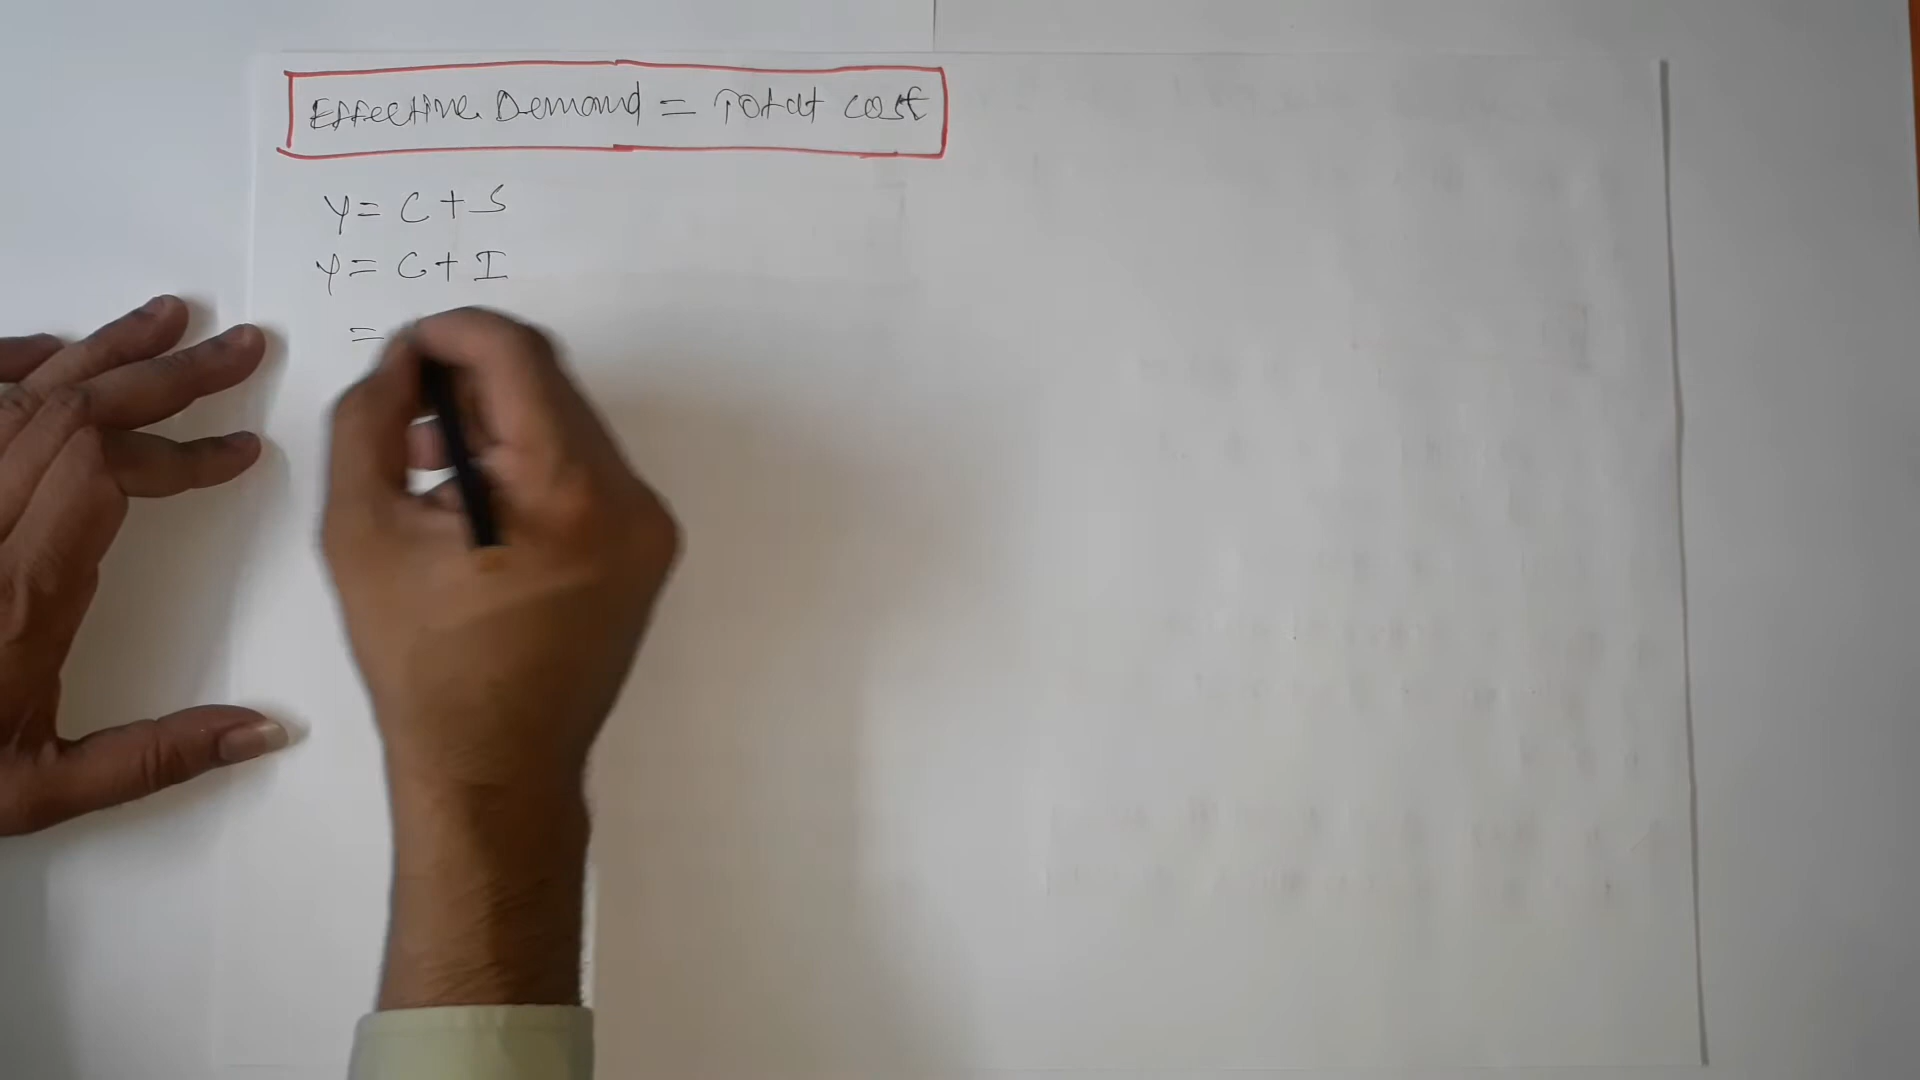 Effective Demand = Total cost
Y = C + S
Y = C + I
=